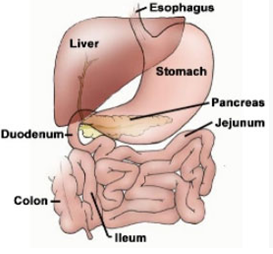 Esophagus
Liver
Stomach
Pancreas
Jejunum
Duodenum
Colon
Ileum